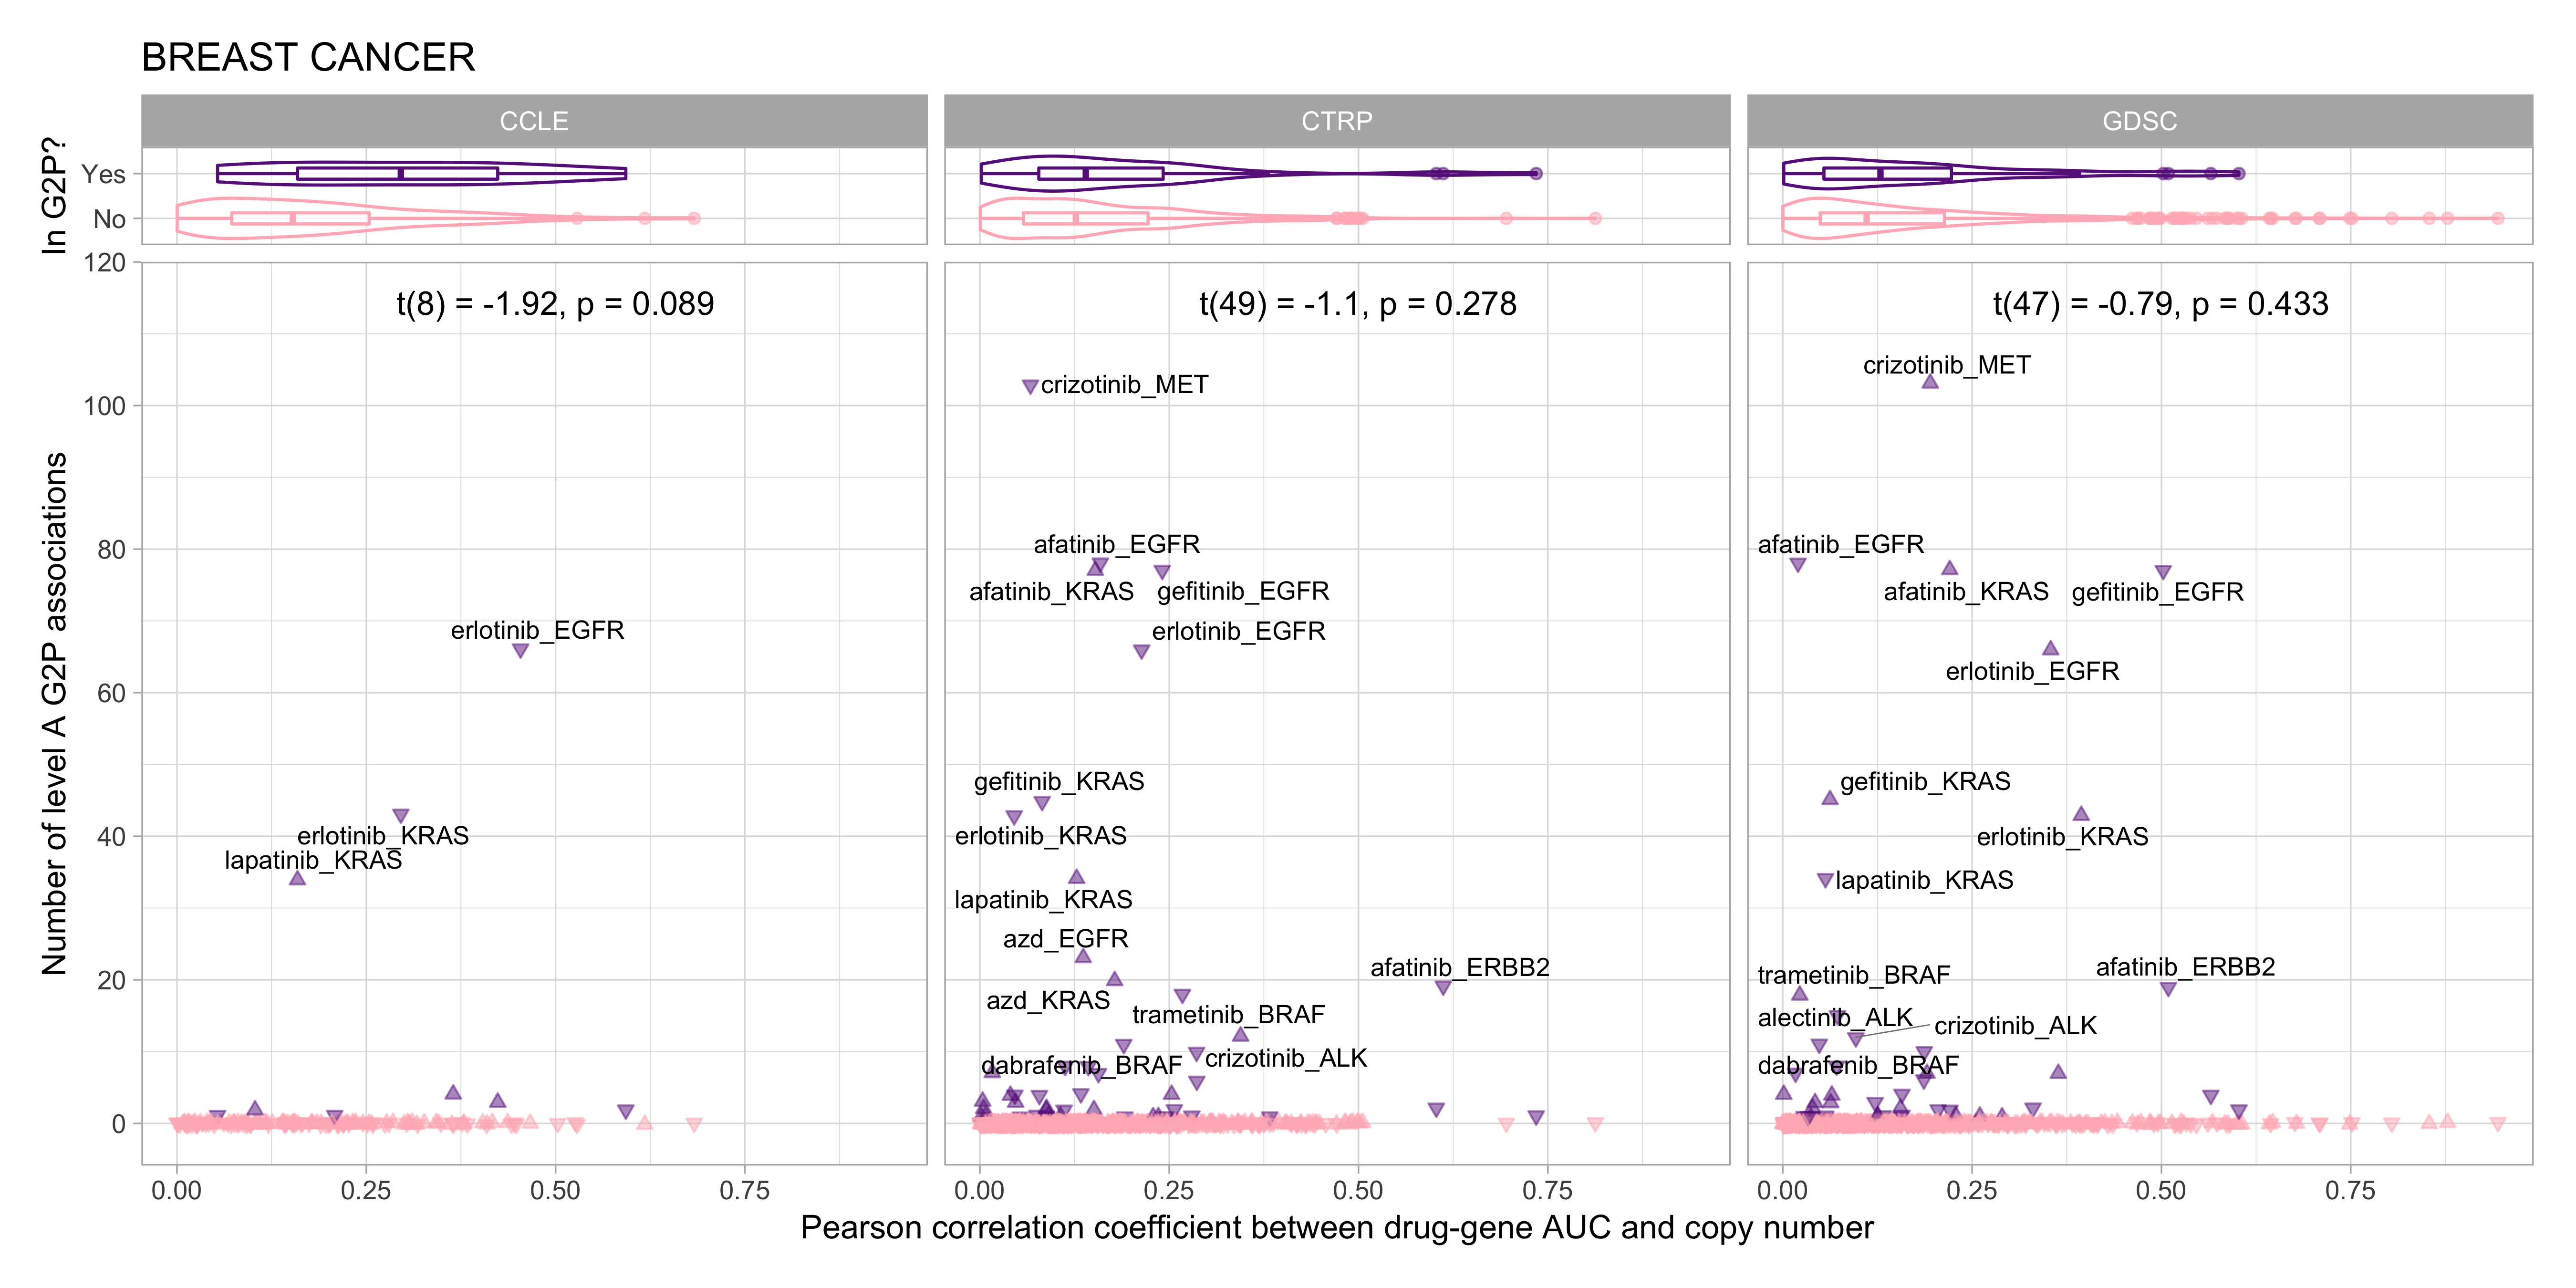 BREAST CANCER
CCLE
CTRP
GDSC
In G2P?
Yes
No
Number of level A G2P associations
120
100
80
60
40
20
0
t(8) = -1.92, p = 0.089
erlotinib_EGFR
erlotinib_KRAS
lapatinib_KRAS
0.00 0.25 0.50 0.75
t(49) = -1.1, p = 0.278
crizotinib_MET
afatinib_EGFR
afatinib_KRAS
gefitinib_EGFR
erlotinib_EGFR
gefitinib_KRAS
erlotinib_KRAS
lapatinib_KRAS
azd_EGFR
afatinib_ERBB2
azd_KRAS
trametinib_BRAF
dabrafenib_BRAF
crizotinib_ALK
0.00 0.25 0.50 0.75
t(47) = -0.79, p = 0.433
crizotinib_MET
afatinib_EGFR
afatinib_KRAS
gefitinib_EGFR
erlotinib_EGFR
gefitinib_KRAS
erlotinib_KRAS
lapatinib_KRAS
trametinib_BRAF
afatinib_ERBB2
alectinib_ALK
crizotinib_ALK
dabrafenib_BRAF
0.00 0.25 0.50 0.75
Pearson correlation coefficient between drug-gene AUC and copy number